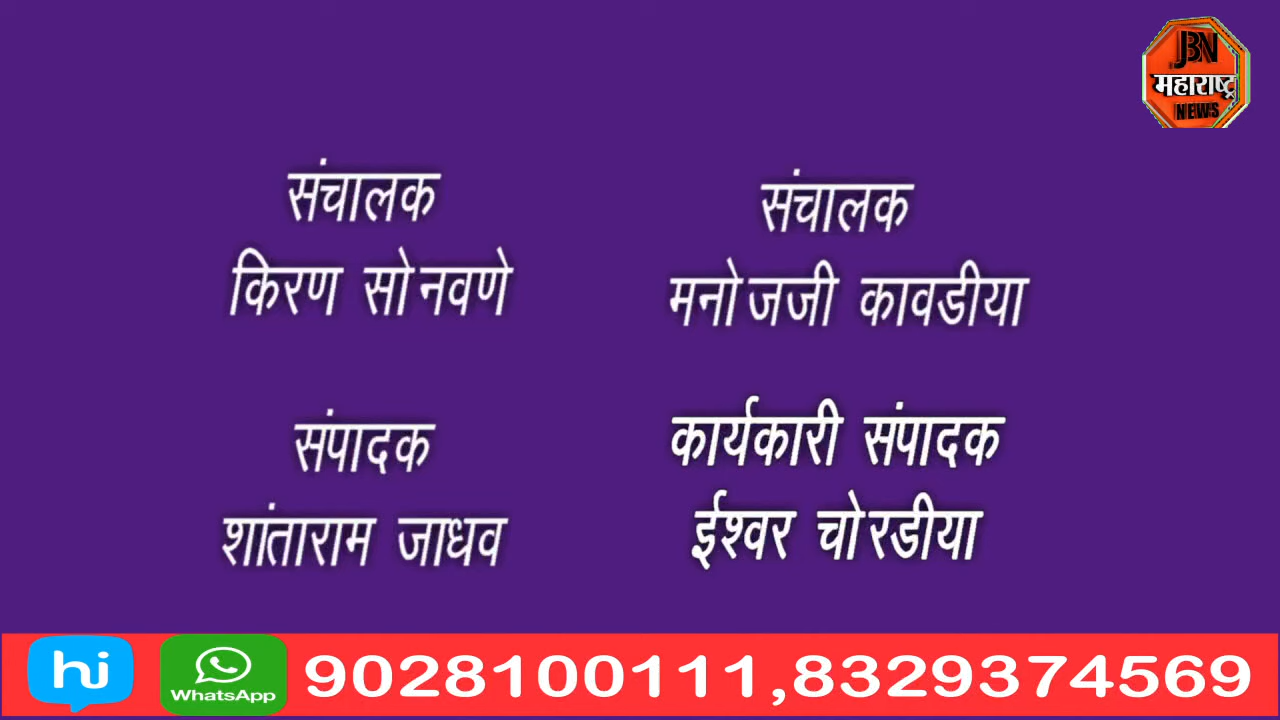 JBN
महाराष्ट्र
NEWS
संचालक
किरण सोनवणे
संचालक
मनोजजी कावडीया
संपादक
शांताराम जाधव
कार्यकारी संपादक
ईश्वर चोरडीया
hi
WhatsApp
9028100111,8329374569